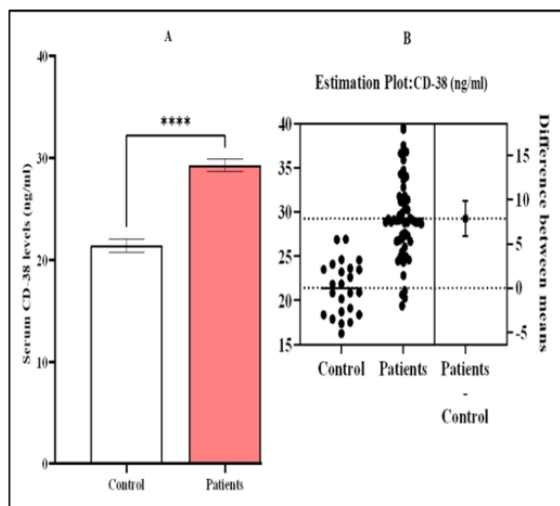 A
B
Estimation Plot:CD-38 (ng/ml)
Serum CD-38 levels (ng/ml)
40
30
20
10
0
****
Control
Patients
40
35
30
25
20
15
Control
Patients
Patients
-
Control
15
10
5
0
-5
Difference between means